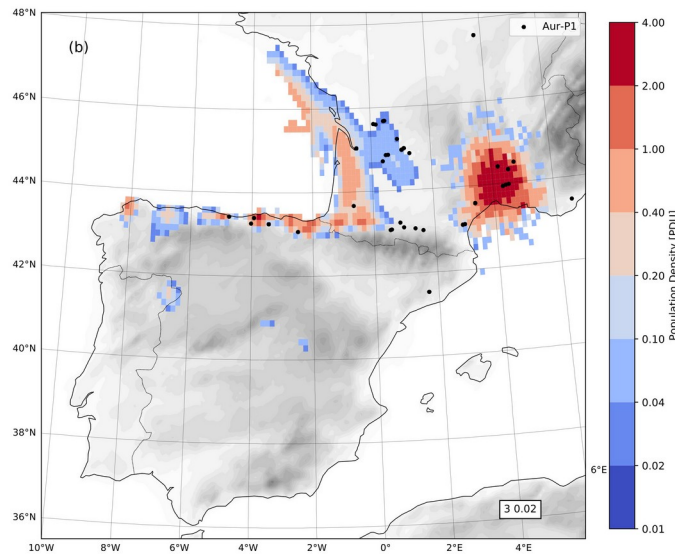 48°N
(b)
Aur-P1
4.00
2.00
46°N
1.00
44°N
0.40
42°N
0.20
Population Density [PDU]
0.10
40°N
0.04
38°N
6°E
0.02
3 0.02
36°N
0.01
10°W 8°W 6°W 4°W 2°W 0° 2°E 4°E